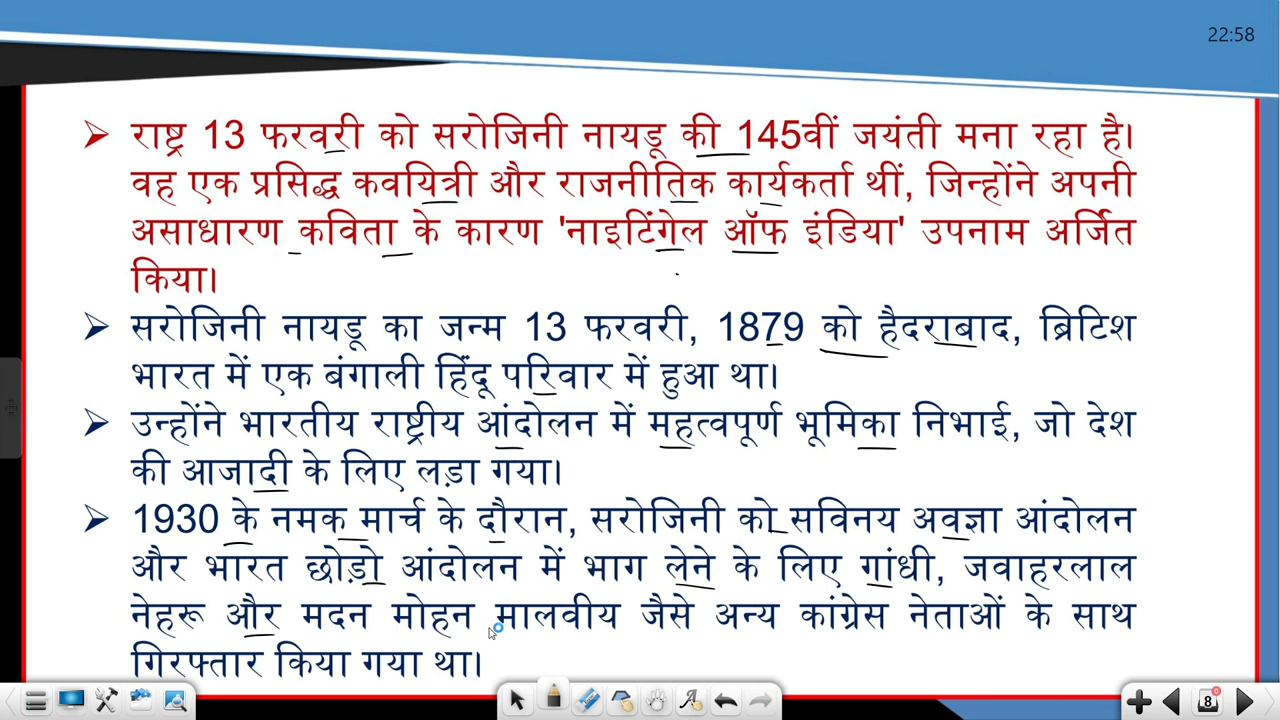 22:58
➢ राष्ट्र 13 फरवरी को सरोजिनी नायडू की 145वीं जयंती मना रहा है।
वह एक प्रसिद्ध कवयित्री और राजनीतिक कार्यकर्ता थीं, जिन्होंने अपनी
असाधारण कविता के कारण 'नाइटिंगेल ऑफ इंडिया' उपनाम अर्जित
किया।
➢ सरोजिनी नायडू का जन्म 13 फरवरी, 1879 को हैदराबाद, ब्रिटिश
भारत में एक बंगाली हिंदू परिवार में हुआ था।
➢ उन्होंने भारतीय राष्ट्रीय आंदोलन में महत्वपूर्ण भूमिका निभाई, जो देश
की आजादी के लिए लड़ा गया।
➢ 1930 के नमक मार्च के दौरान, सरोजिनी को सविनय अवज्ञा आंदोलन
और भारत छोड़ो आंदोलन में भाग लेने के लिए गांधी, जवाहरलाल
नेहरू और मदन मोहन मालवीय जैसे अन्य कांग्रेस नेताओं के साथ
गिरफ्तार किया गया था।
8
0